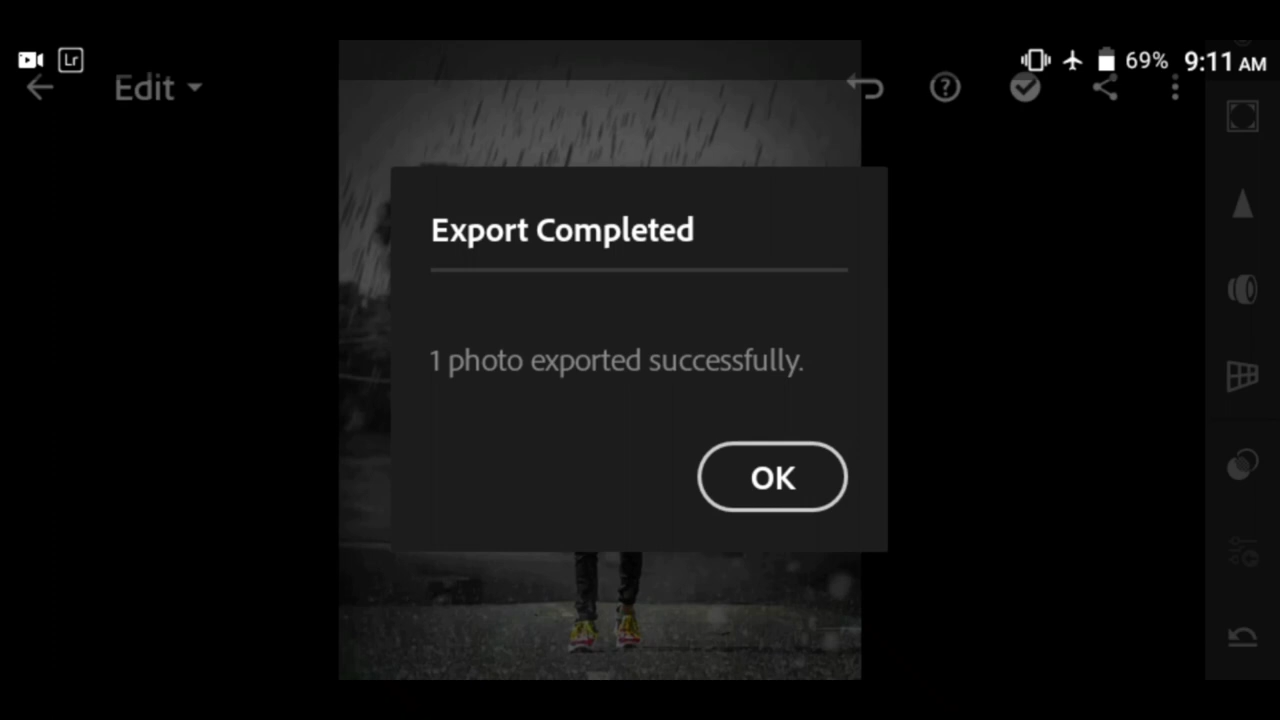 Lr
69% 9:11 AM
Edit
Export Completed
1 photo exported successfully.
OK